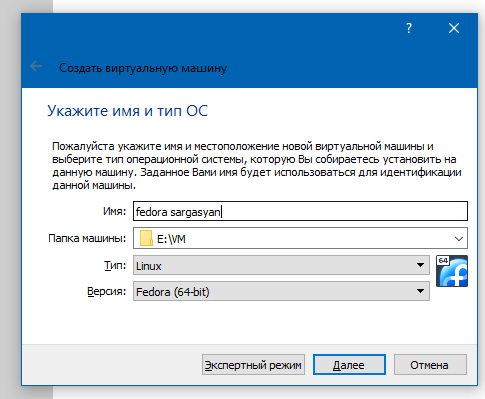 ?
Создать виртуальную машину
Укажите имя и тип ОС
Пожалуйста укажите имя и местоположение новой виртуальной машины и
выберите тип операционной системы, которую Вы собираетесь установить на
данную машину. Заданное Вами имя будет использоваться для идентификации
данной машины.
Имя: fedora sargasyan
Папка машины: E:\VM
Тип: Linux
64
Версия: Fedora (64-bit)
Экспертный режим Далее Отмена